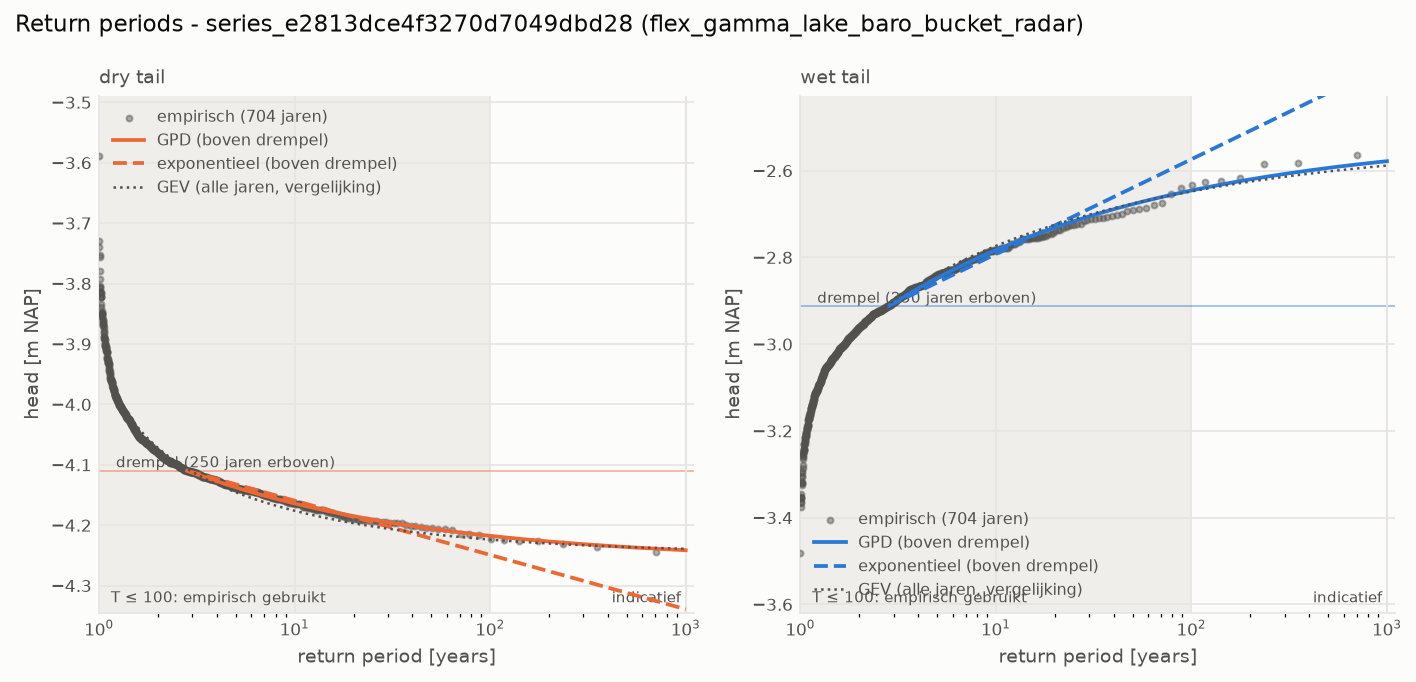 Return periods - series_e2813dce4f3270d7049dbd28 (flex_gamma_lake_baro_bucket_radar)
dry tail
empirisch (704 jaren)
GPD (boven drempel)
exponentieel (boven drempel)
GEV (alle jaren, vergelijking)
−3.5
−3.6
−3.7
−3.8
−3.9
−4.0
−4.1
−4.2
−4.3
head [m NAP]
drempel (250 jaren erboven)
T ≤ 100: empirisch gebruikt
indicatief
10⁰
10¹
10²
10³
return period [years]
wet tail
−2.6
−2.8
−3.0
−3.2
−3.4
−3.6
head [m NAP]
drempel (250 jaren erboven)
empirisch (704 jaren)
GPD (boven drempel)
exponentieel (boven drempel)
GEV (alle jaren, vergelijking)
T ≤ 100: empirisch gebruikt
indicatief
10⁰
10¹
10²
10³
return period [years]